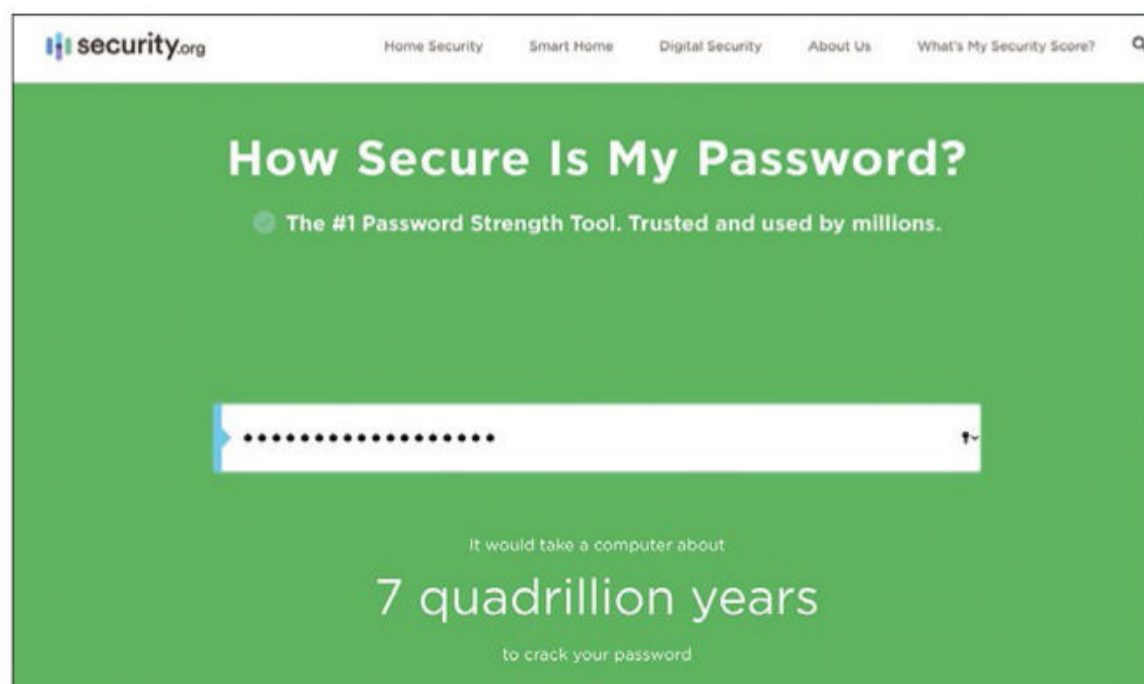 security.org
Home Security Smart Home Digital Security About Us What's My Security Score?
How Secure Is My Password?
The #1 Password Strength Tool. Trusted and used by millions.
••••••••••••••••••
It would take a computer about
7 quadrillion years
to crack your password